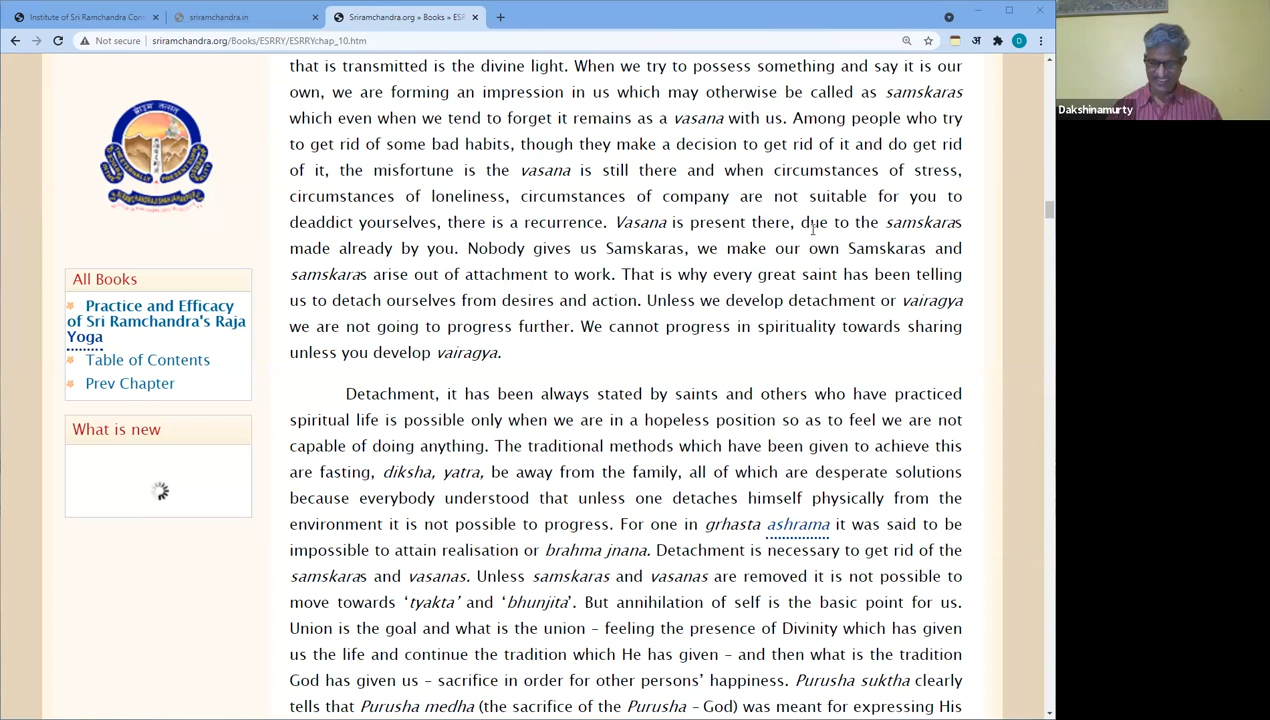 Institute of Sri Ramchandra Con
sriramchandra.in
Sriramchandra.org » Books » ESR
Not secure
sriramchandra.org/Books/ESRRY/ESRRYchap_10.htm
अ
D
Dakshinamurty
All Books
Practice and Efficacy
of Sri Ramchandra's Raja
Yoga
Table of Contents
Prev Chapter
What is new
that is transmitted is the divine light. When we try to possess something and say it is our
own, we are forming an impression in us which may otherwise be called as samskaras
which even when we tend to forget it remains as a vasana with us. Among people who try
to get rid of some bad habits, though they make a decision to get rid of it and do get rid
of it, the misfortune is the vasana is still there and when circumstances of stress,
circumstances of loneliness, circumstances of company are not suitable for you to
deaddict yourselves, there is a recurrence. Vasana is present there, due to the samskaras
made already by you. Nobody gives us Samskaras, we make our own Samskaras and
samskaras arise out of attachment to work. That is why every great saint has been telling
us to detach ourselves from desires and action. Unless we develop detachment or vairagya
we are not going to progress further. We cannot progress in spirituality towards sharing
unless you develop vairagya.
Detachment, it has been always stated by saints and others who have practiced
spiritual life is possible only when we are in a hopeless position so as to feel we are not
capable of doing anything. The traditional methods which have been given to achieve this
are fasting, diksha, yatra, be away from the family, all of which are desperate solutions
because everybody understood that unless one detaches himself physically from the
environment it is not possible to progress. For one in grhasta ashrama it was said to be
impossible to attain realisation or brahma jnana. Detachment is necessary to get rid of the
samskaras and vasanas. Unless samskaras and vasanas are removed it is not possible to
move towards ‘tyakta’ and ‘bhunjita’. But annihilation of self is the basic point for us.
Union is the goal and what is the union – feeling the presence of Divinity which has given
us the life and continue the tradition which He has given – and then what is the tradition
God has given us – sacrifice in order for other persons’ happiness. Purusha suktha clearly
tells that Purusha medha (the sacrifice of the Purusha – God) was meant for expressing His